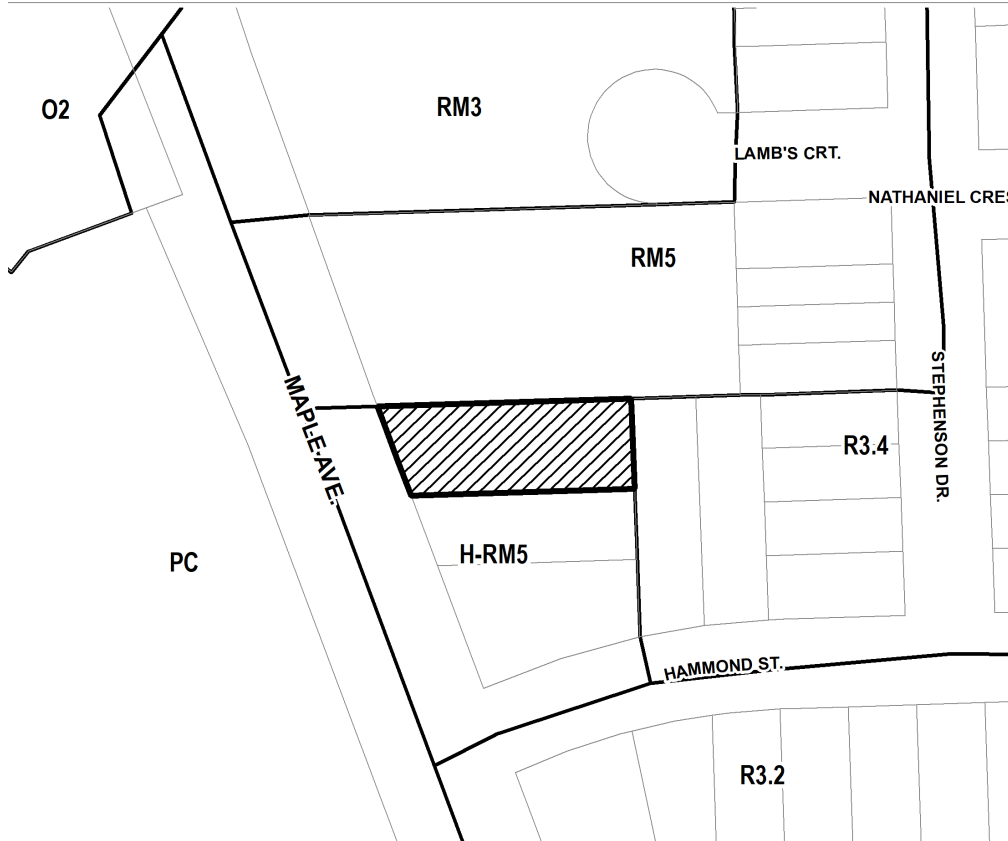 O2
RM3
LAMB'S CRT.
NATHANIEL CRES
RM5
MAPLE AVE.
STEPHENSON DR.
R3.4
H-RM5
PC
HAMMOND ST.
R3.2